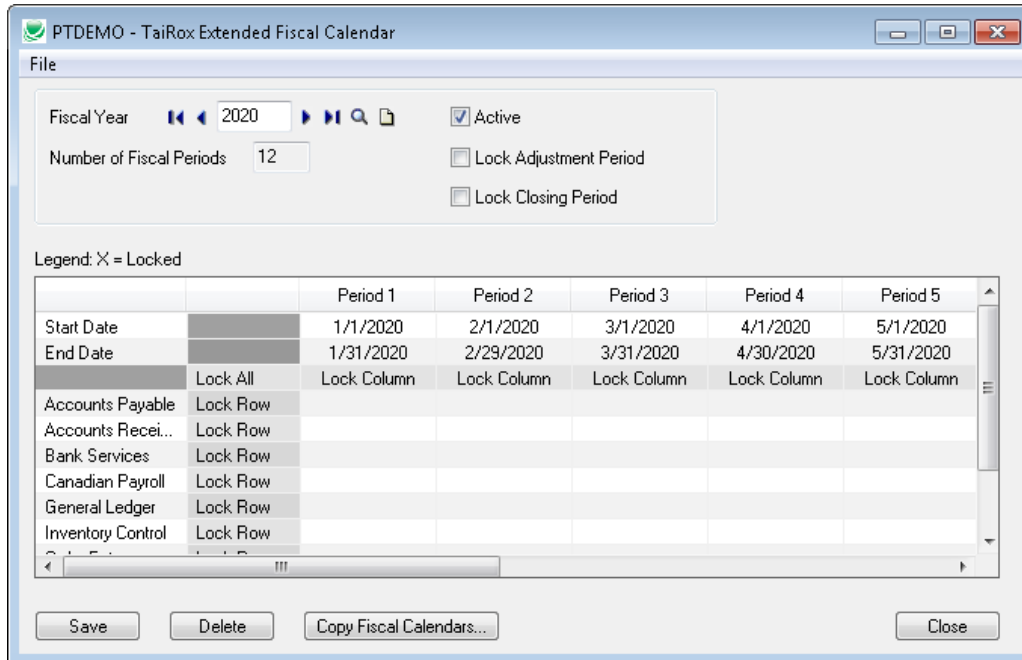 PTDEMO - TaiRox Extended Fiscal Calendar
File
Fiscal Year 2020 Active
Number of Fiscal Periods 12 Lock Adjustment Period
Lock Closing Period
Legend: X = Locked
Period 1 Period 2 Period 3 Period 4 Period 5
Start Date 1/1/2020 2/1/2020 3/1/2020 4/1/2020 5/1/2020
End Date 1/31/2020 2/29/2020 3/31/2020 4/30/2020 5/31/2020
Lock All Lock Column Lock Column Lock Column Lock Column Lock Column
Accounts Payable Lock Row
Accounts Recei... Lock Row
Bank Services Lock Row
Canadian Payroll Lock Row
General Ledger Lock Row
Inventory Control Lock Row
Save Delete Copy Fiscal Calendars... Close